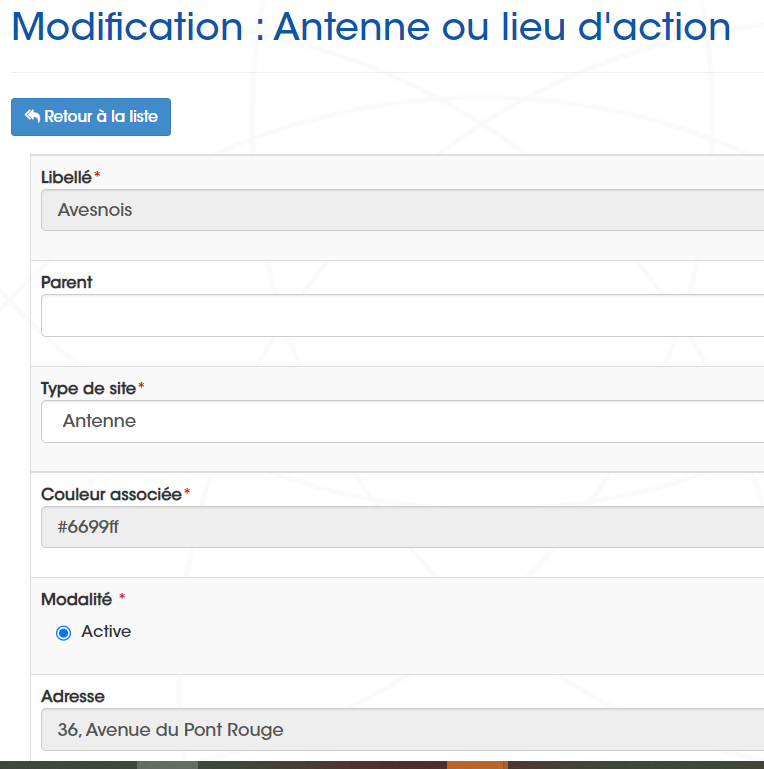 Modification : Antenne ou lieu d'action
Retour à la liste
Libellé*
Avesnois
Parent
Type de site*
Antenne
Couleur associée*
#6699ff
Modalité *
Active
Adresse
36, Avenue du Pont Rouge